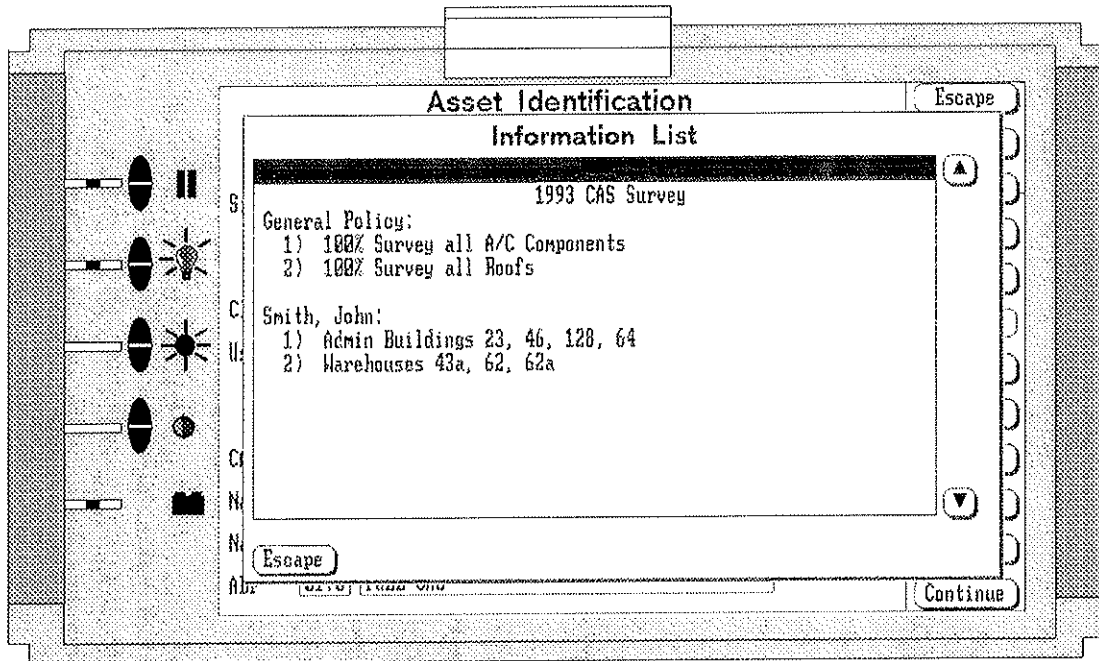 Asset Identification
Escape
Information List
1993 CAS Survey
General Policy:
1) 100% Survey all A/C Components
2) 100% Survey all Roofs
Smith, John:
1) Admin Buildings 23, 46, 128, 64
2) Warehouses 43a, 62, 62a
Escape
Continue